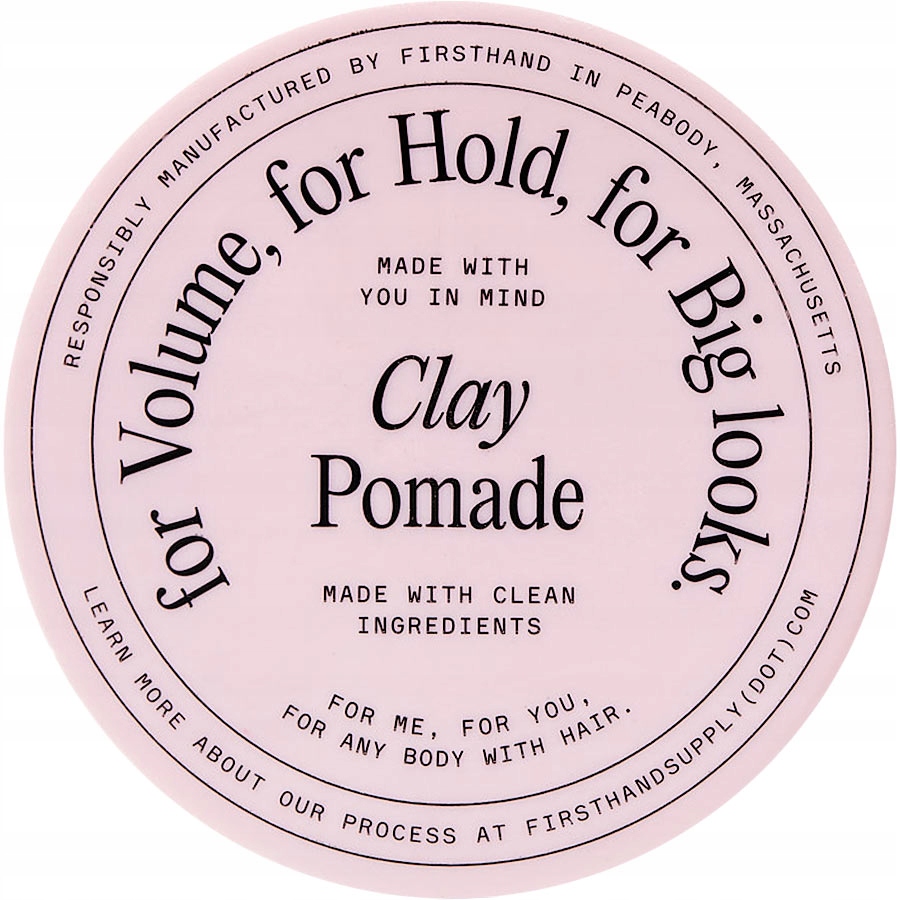 RESPONSIBLY MANUFACTURED BY FIRSTHAND IN PEABODY, MASSACHUSETTS
for Volume, for Hold, for Big looks.
MADE WITH
YOU IN MIND
Clay
Pomade
MADE WITH CLEAN
INGREDIENTS
FOR ME, FOR YOU,
FOR ANY BODY WITH HAIR.
LEARN MORE ABOUT OUR PROCESS AT FIRSTHANDSUPPLY(DOT)COM